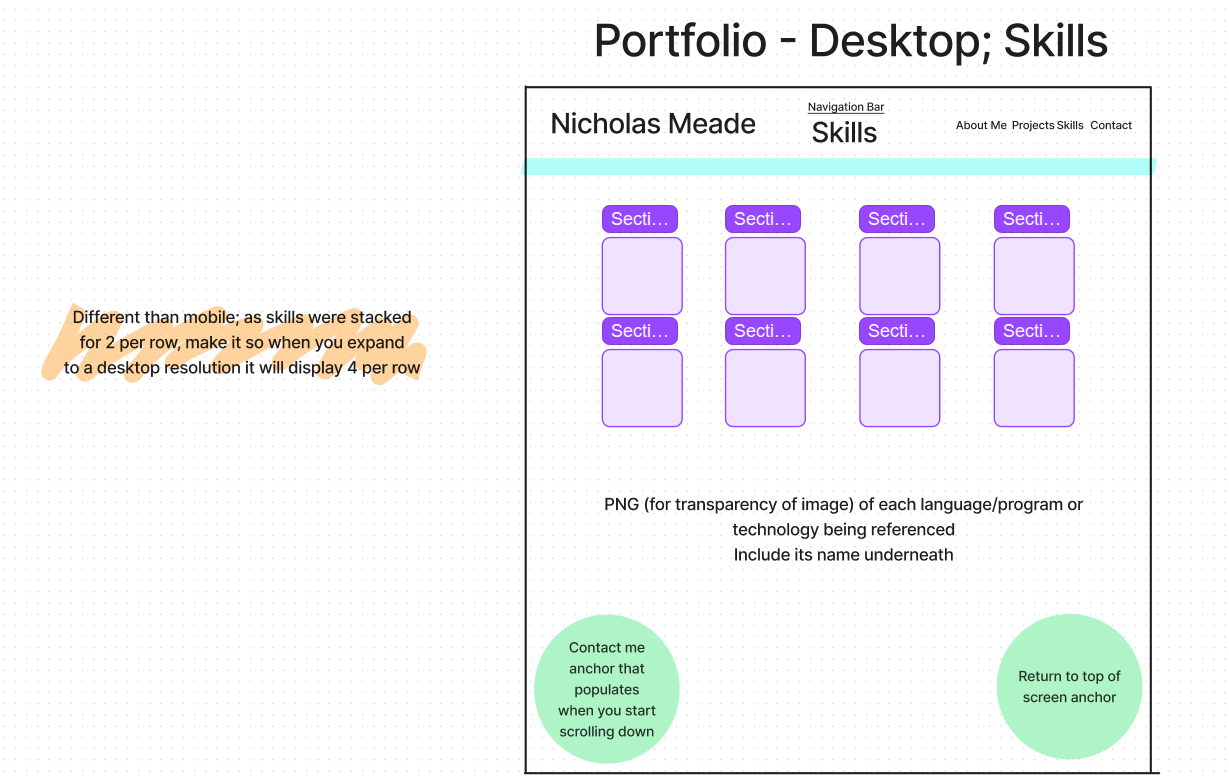 Portfolio - Desktop; Skills
Nicholas Meade
Navigation Bar
Skills
About Me Projects Skills Contact
Secti...
Secti...
Secti...
Secti...
Secti...
Secti...
Secti...
Secti...
Different than mobile; as skills were stacked
for 2 per row, make it so when you expand
to a desktop resolution it will display 4 per row
PNG (for transparency of image) of each language/program or
technology being referenced
Include its name underneath
Contact me
anchor that
populates
when you start
scrolling down
Return to top of
screen anchor